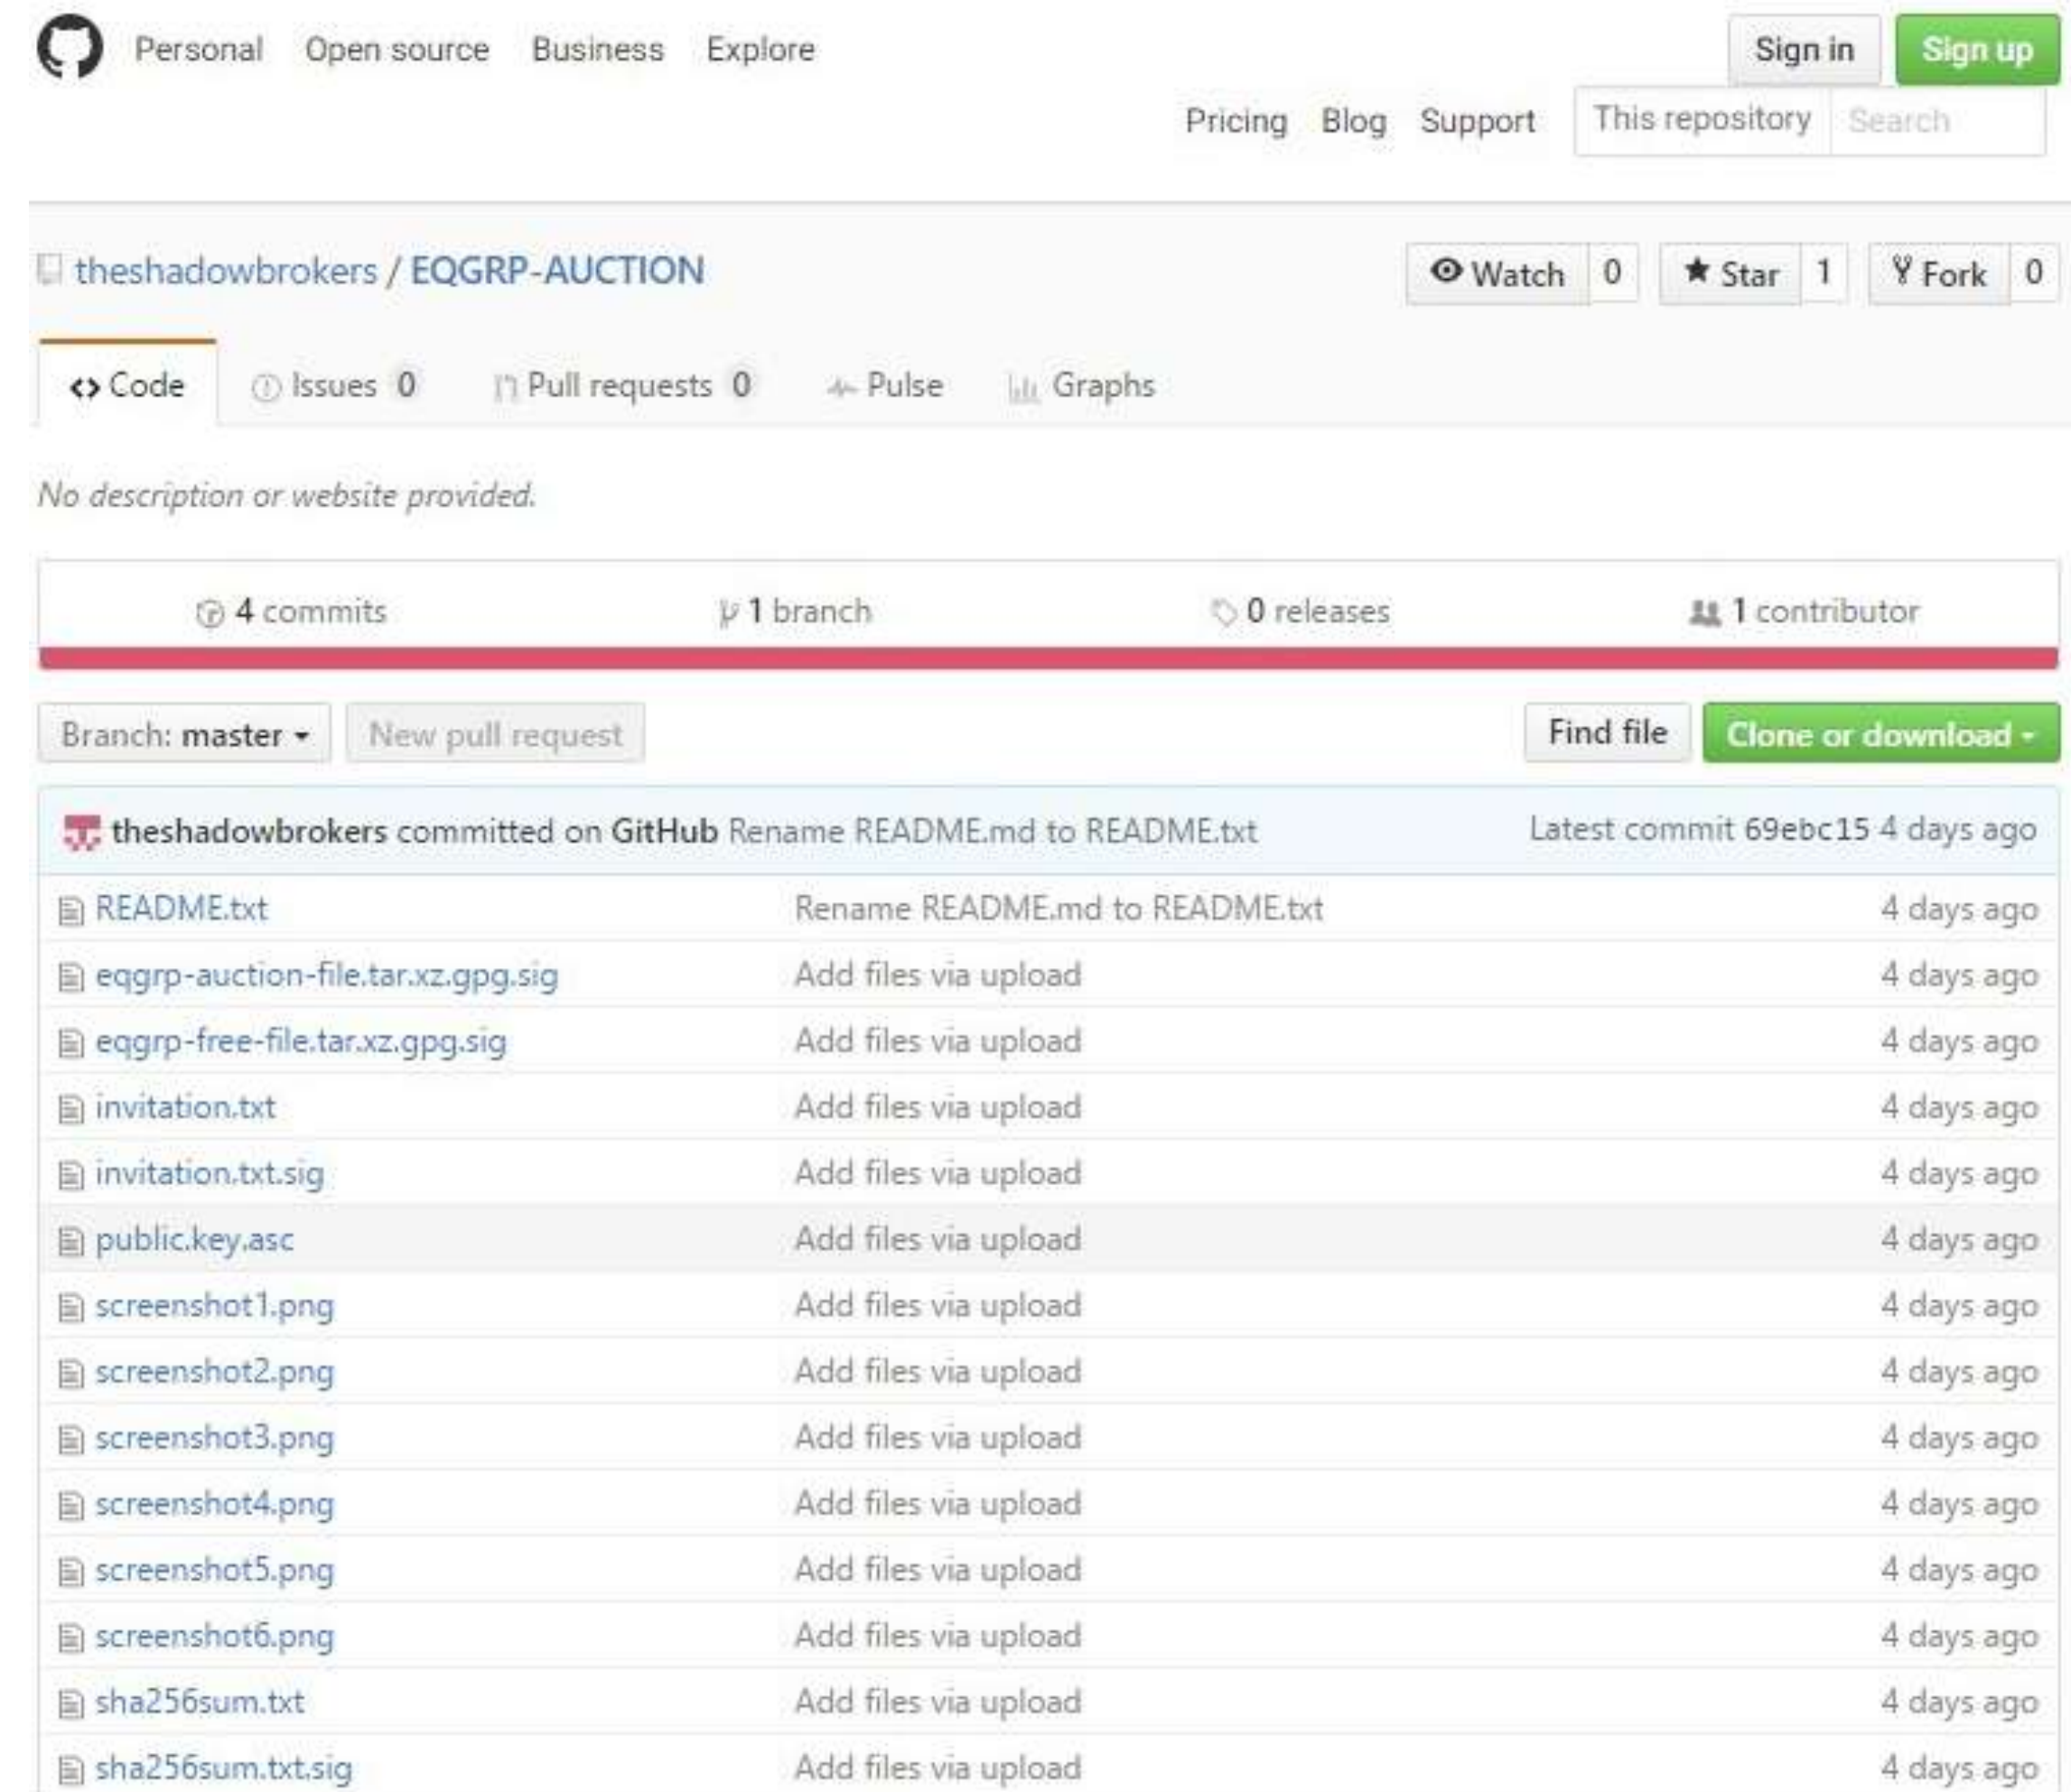 Personal Open source Business Explore Sign in Sign up
Pricing Blog Support This repository Search
theshadowbrokers / EQGRP-AUCTION Watch 0 Star 1 Fork 0
Code Issues 0 Pull requests 0 Pulse Graphs
No description or website provided.
4 commits 1 branch 0 releases 1 contributor
Branch: master New pull request Find file Clone or download
theshadowbrokers committed on GitHub Rename README.md to README.txt Latest commit 69ebc15 4 days ago
README.txt Rename README.md to README.txt 4 days ago
eqgrp-auction-file.tar.xz.gpg.sig Add files via upload 4 days ago
eqgrp-free-file.tar.xz.gpg.sig Add files via upload 4 days ago
invitation.txt Add files via upload 4 days ago
invitation.txt.sig Add files via upload 4 days ago
public.key.asc Add files via upload 4 days ago
screenshot1.png Add files via upload 4 days ago
screenshot2.png Add files via upload 4 days ago
screenshot3.png Add files via upload 4 days ago
screenshot4.png Add files via upload 4 days ago
screenshot5.png Add files via upload 4 days ago
screenshot6.png Add files via upload 4 days ago
sha256sum.txt Add files via upload 4 days ago
sha256sum.txt.sig Add files via upload 4 days ago